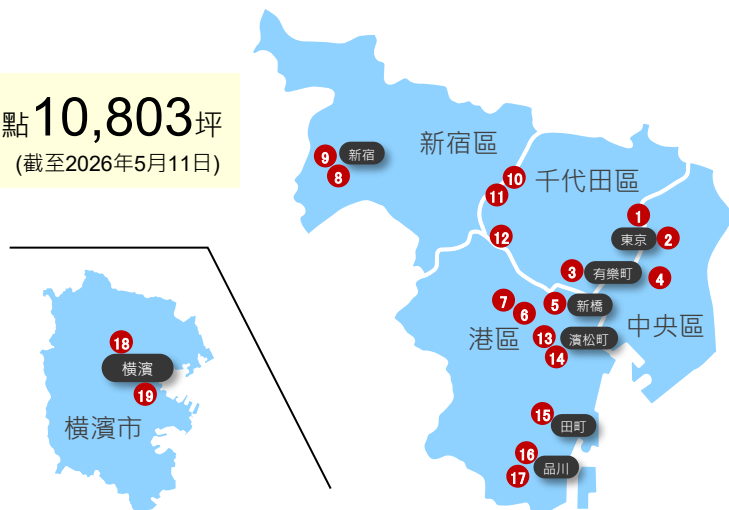 點10,803坪
(截至2026年5月11日)
新宿區
9
新宿
8
10
千代田區
11
1
12
東京
2
3
有樂町
4
7
5
新橋
6
港區
13
濱松町
中央區
14
18
橫濱
19
橫濱市
15
田町
16
品川
17